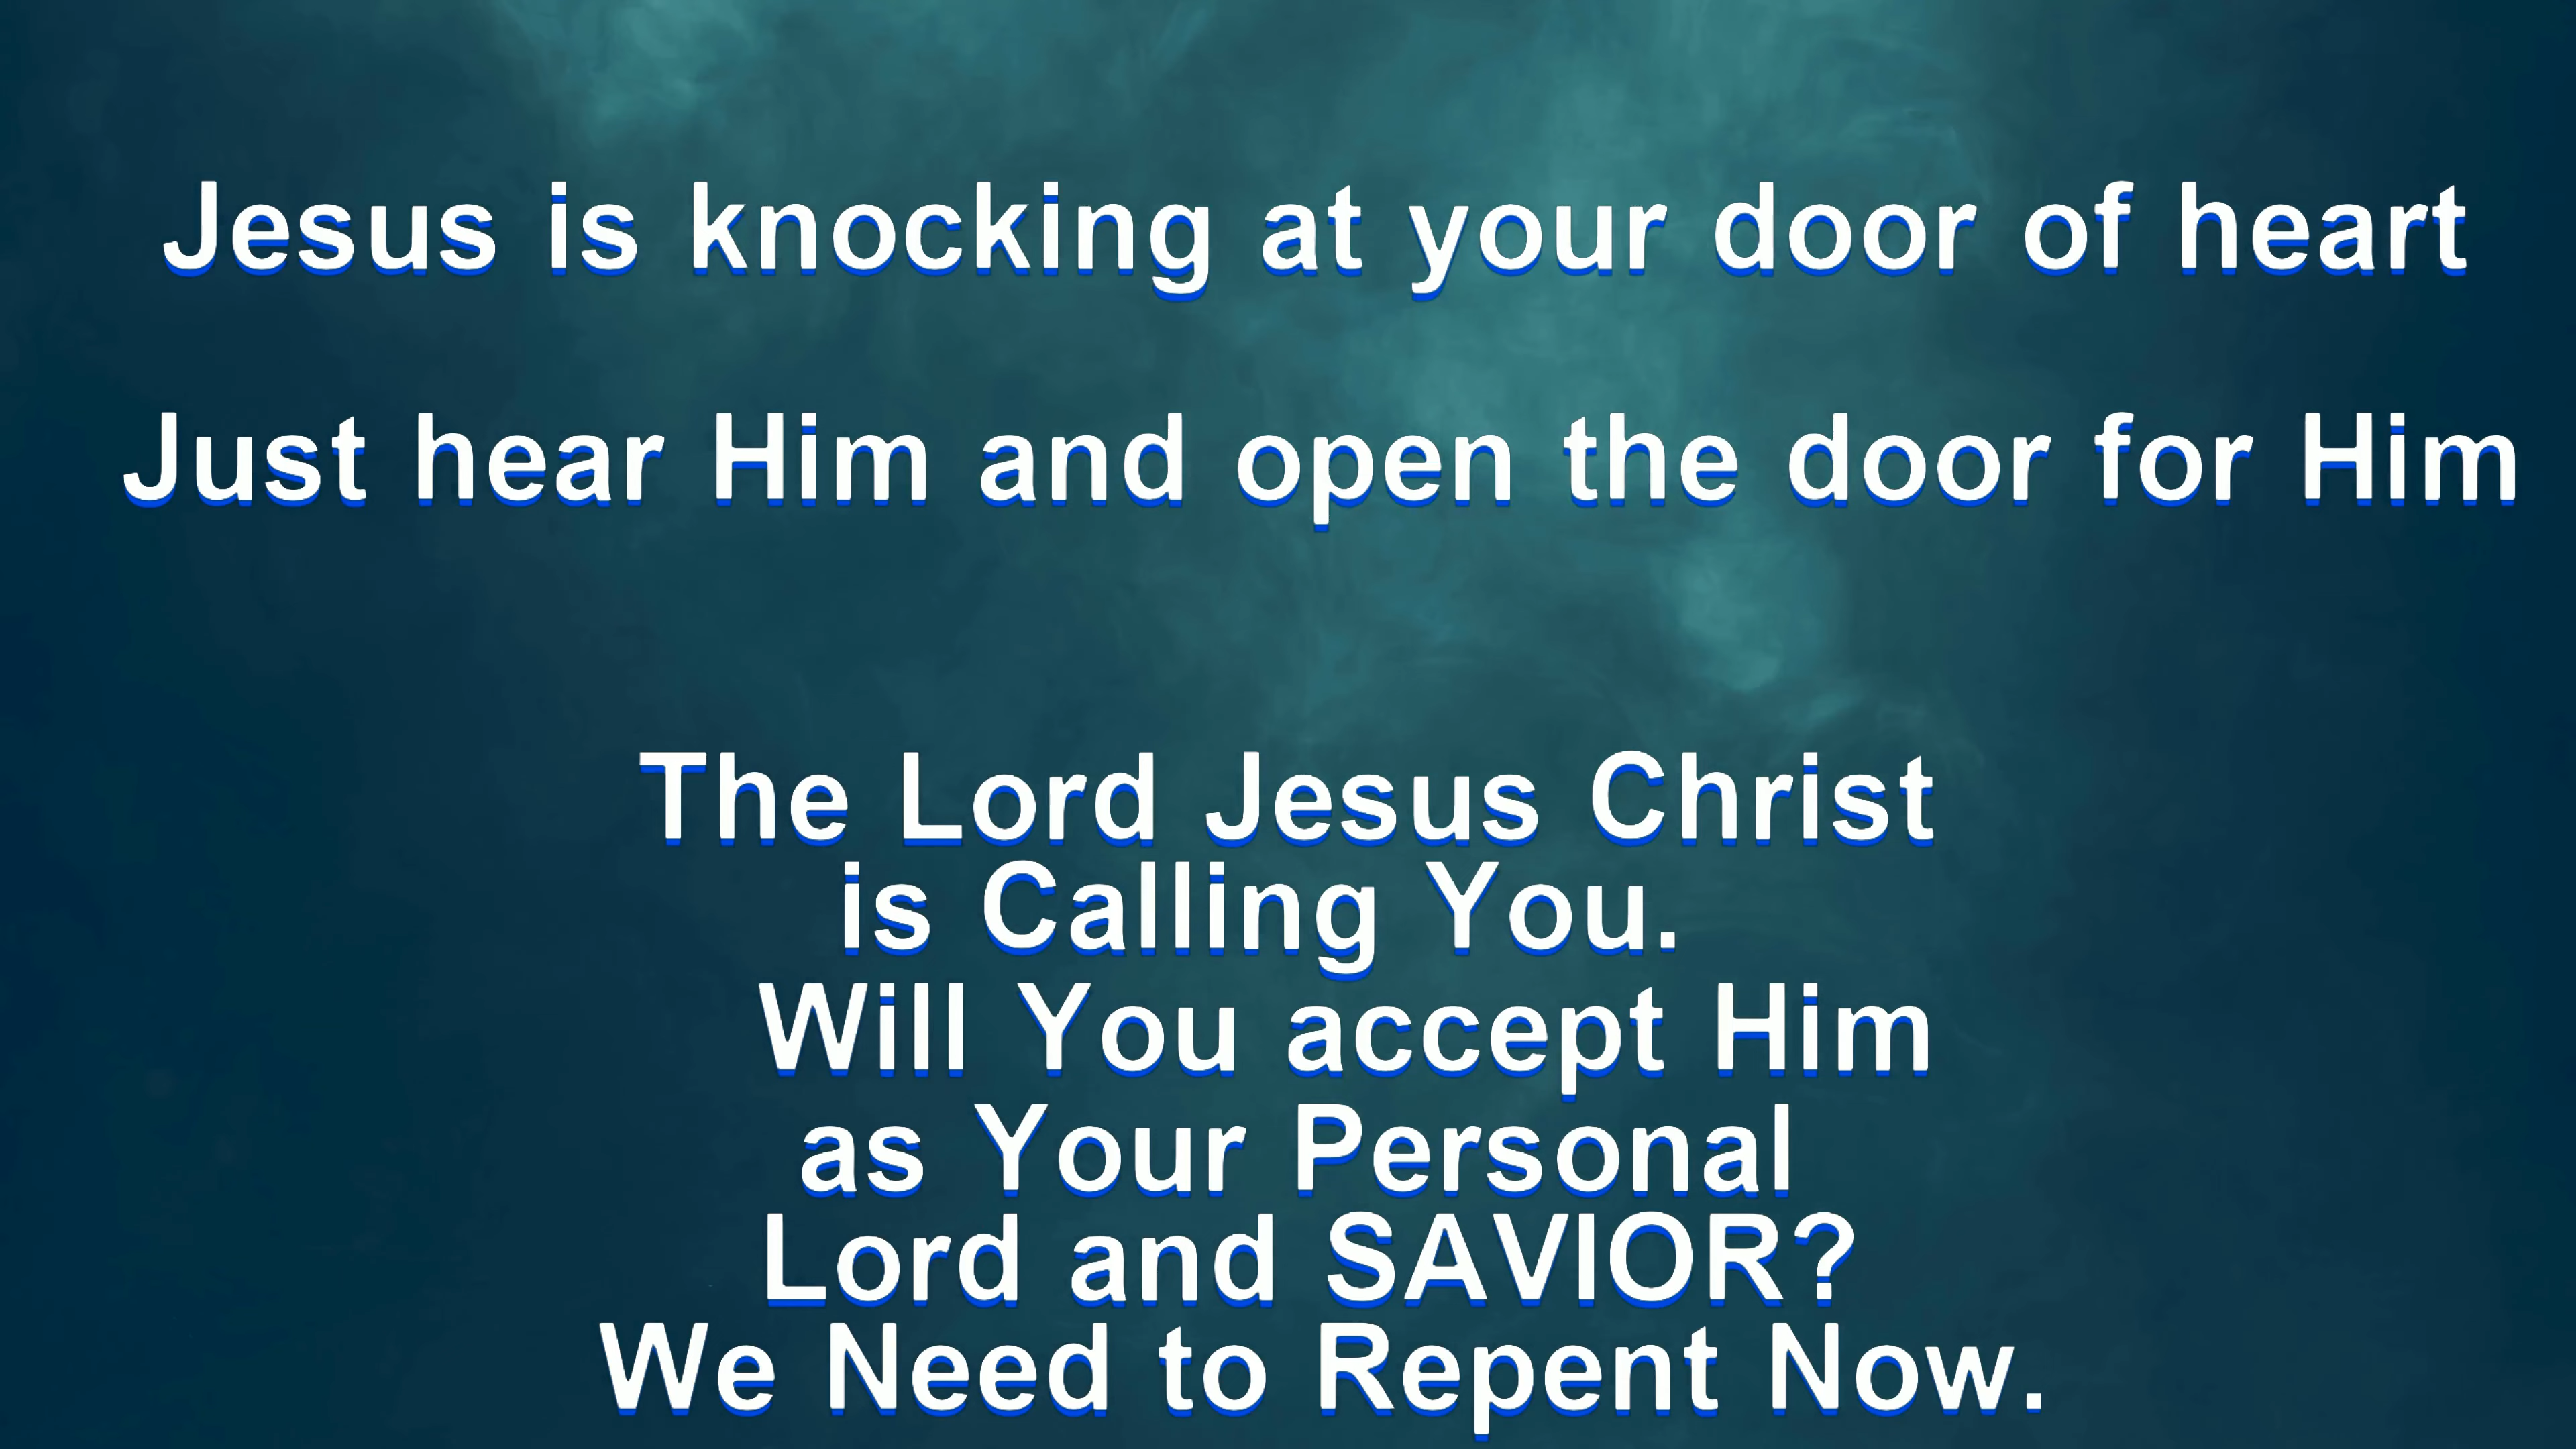 Jesus is knocking at your door of heart
Just hear Him and open the door for Him
The Lord Jesus Christ
is Calling You.
Will You accept Him
as Your Personal
Lord and SAVIOR?
We Need to Repent Now.